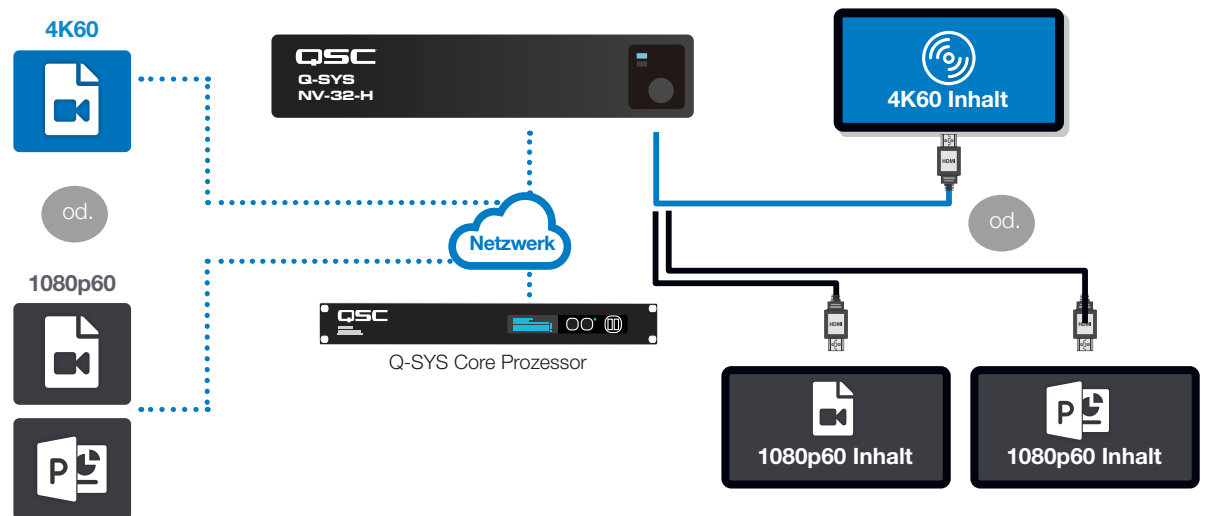 4K60
QSC
Q-SYS
NV-32-H
4K60 Inhalt
HDMI
od.
od.
Netzwerk
1080p60
QSC
Q-SYS Core Prozessor
HDMI
HDMI
P
1080p60 Inhalt
P
1080p60 Inhalt